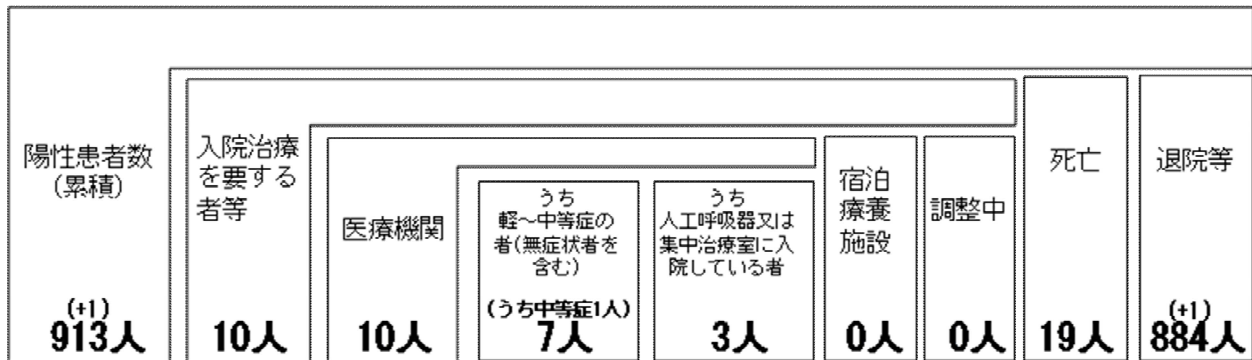 陽性患者数
(累積)
(+1)
913人
入院治療
を要する
者等
10人
医療機関
10人
うち
軽～中等症の
者(無症状者を
含む)
(うち中等症1人)
7人
うち
人工呼吸器又は
集中治療室に入
院している者
3人
宿泊
療養
施設
0人
調整中
0人
死亡
19人
退院等
(+1)
884人